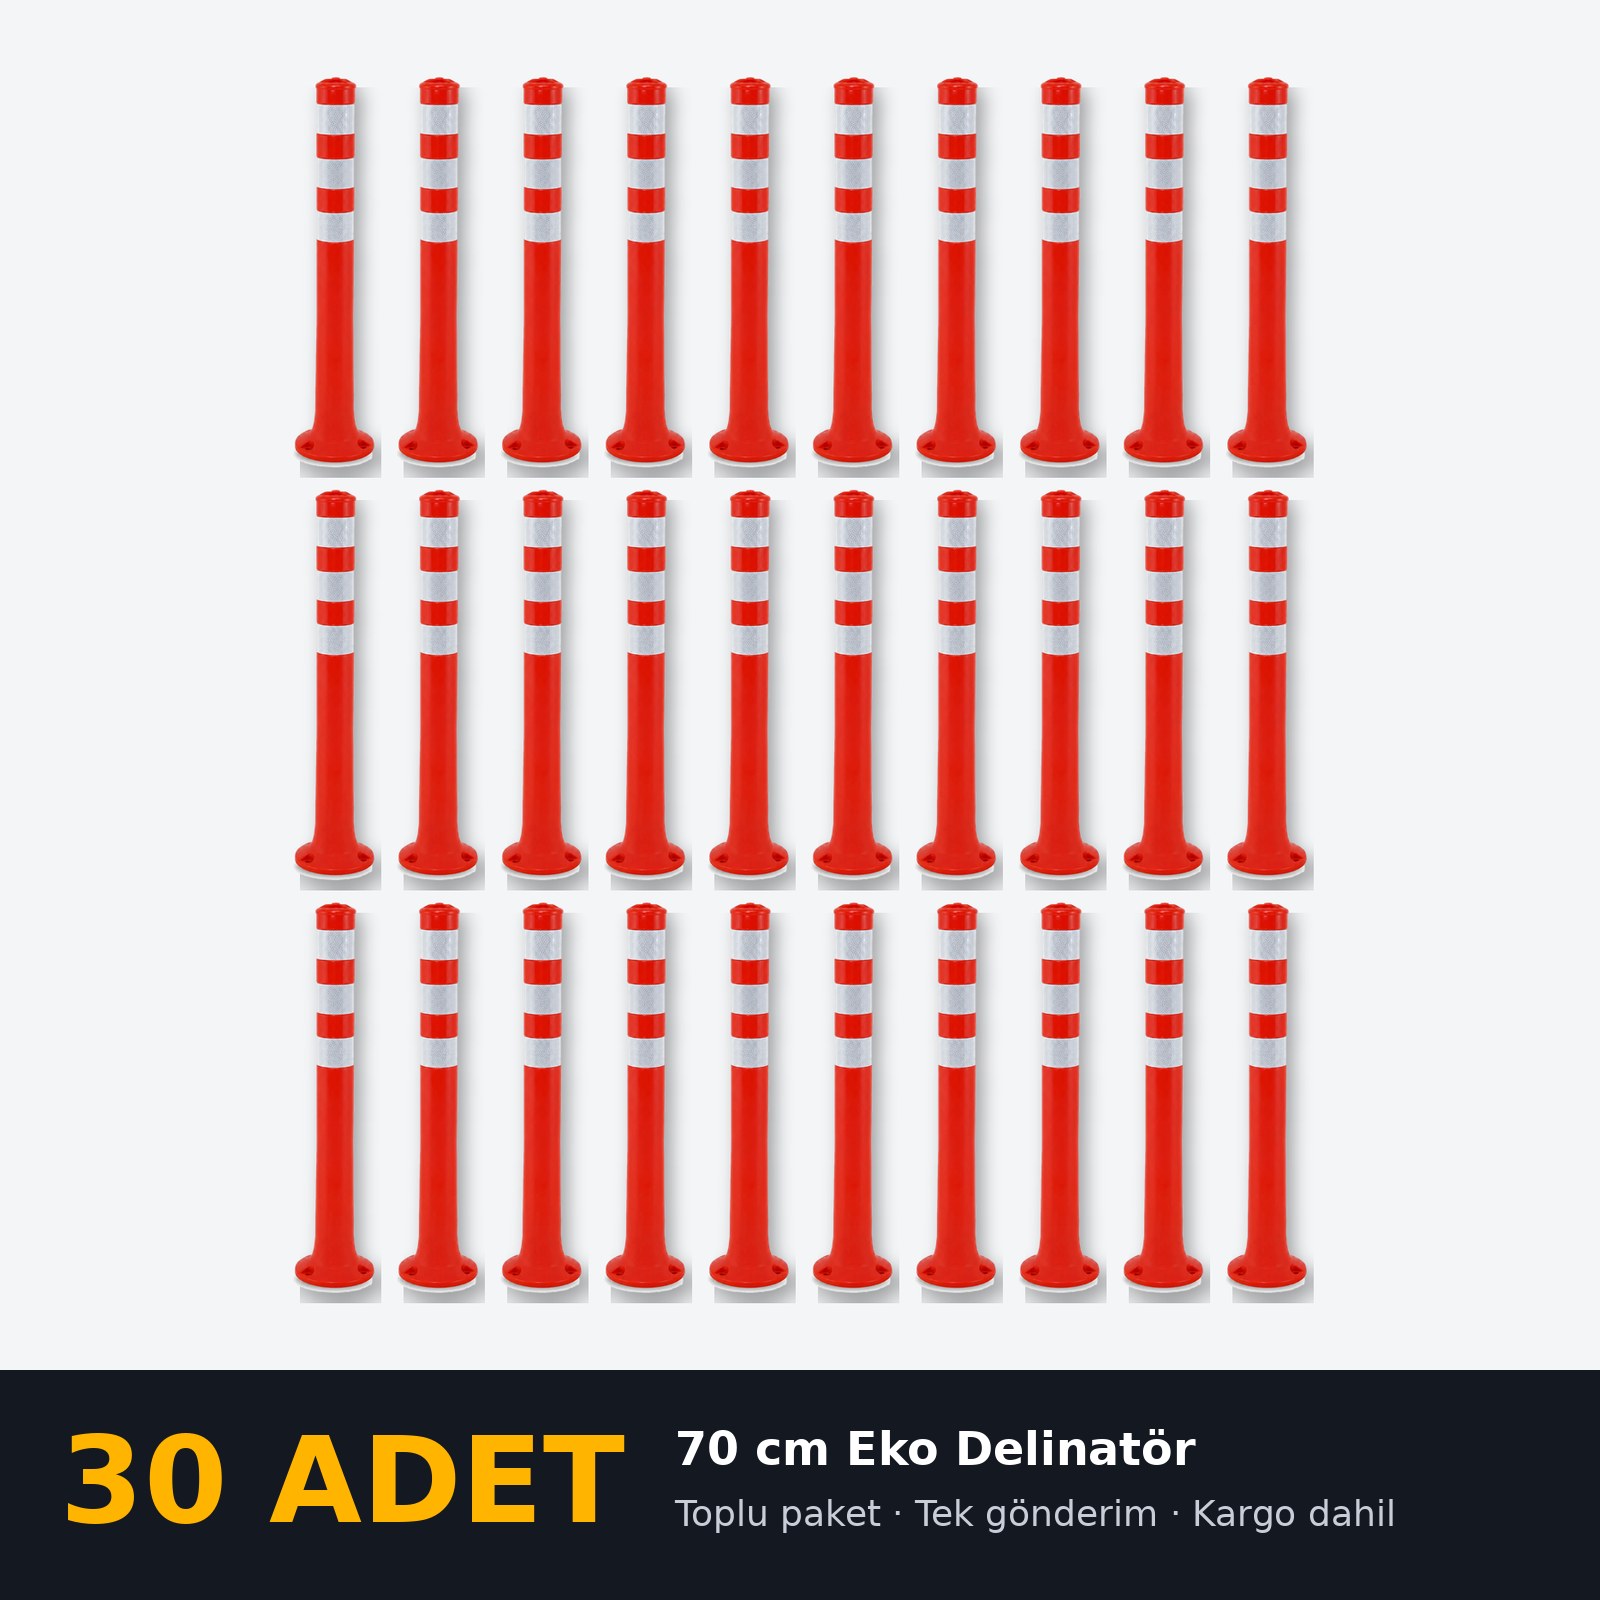 30 ADET
70 cm Eko Delinatör
Toplu paket · Tek gönderim · Kargo dahil